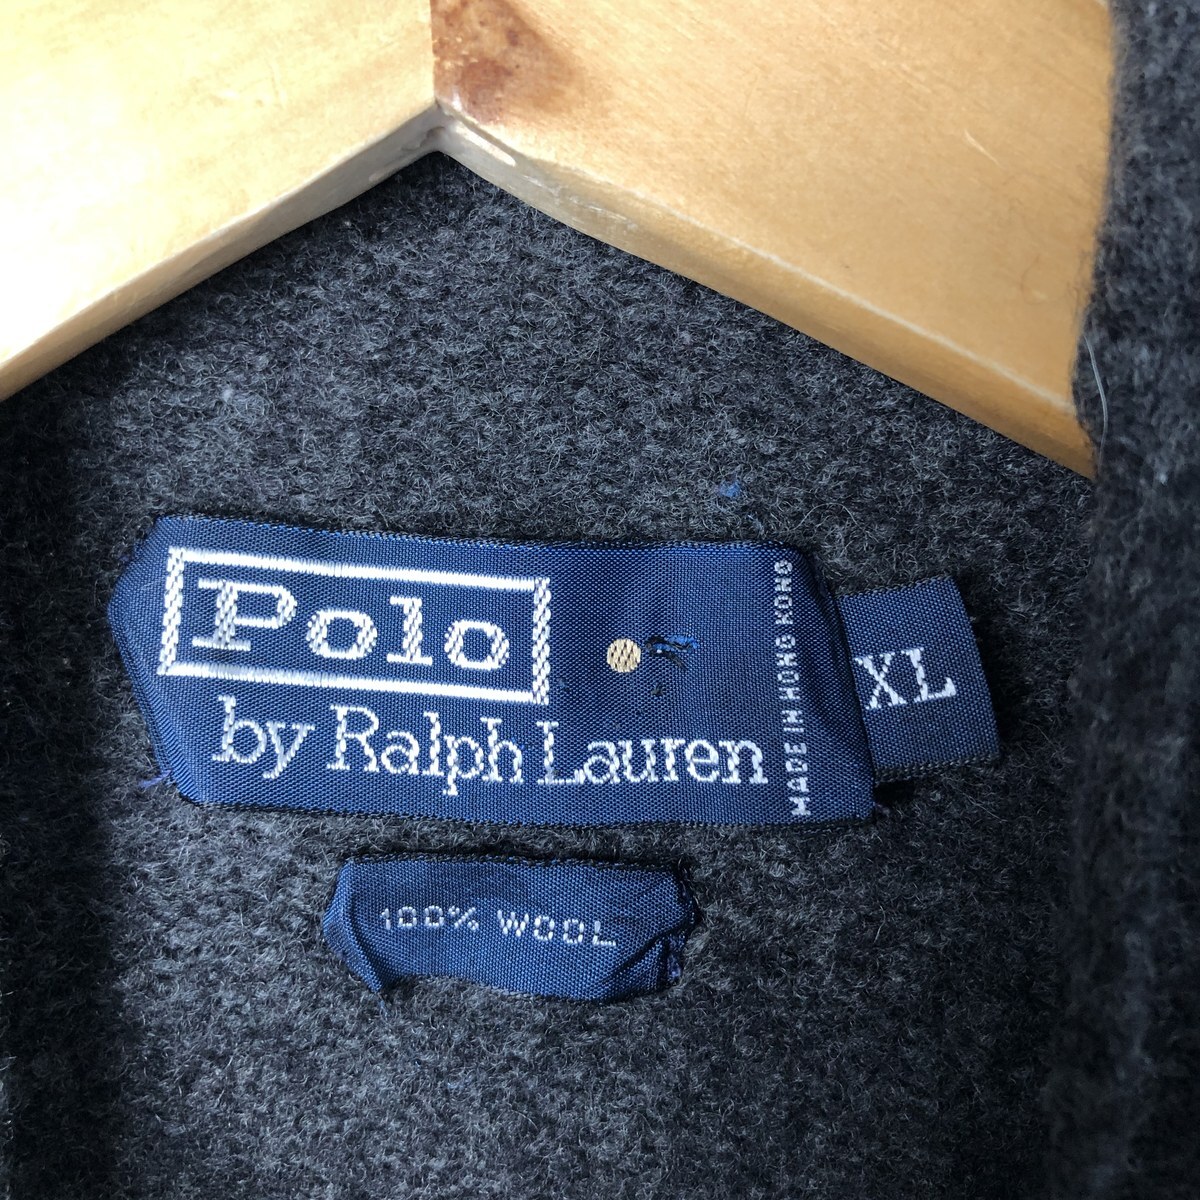 Polo
by Ralph Lauren
MADE IN HONG KONG
XL
100% WOOL